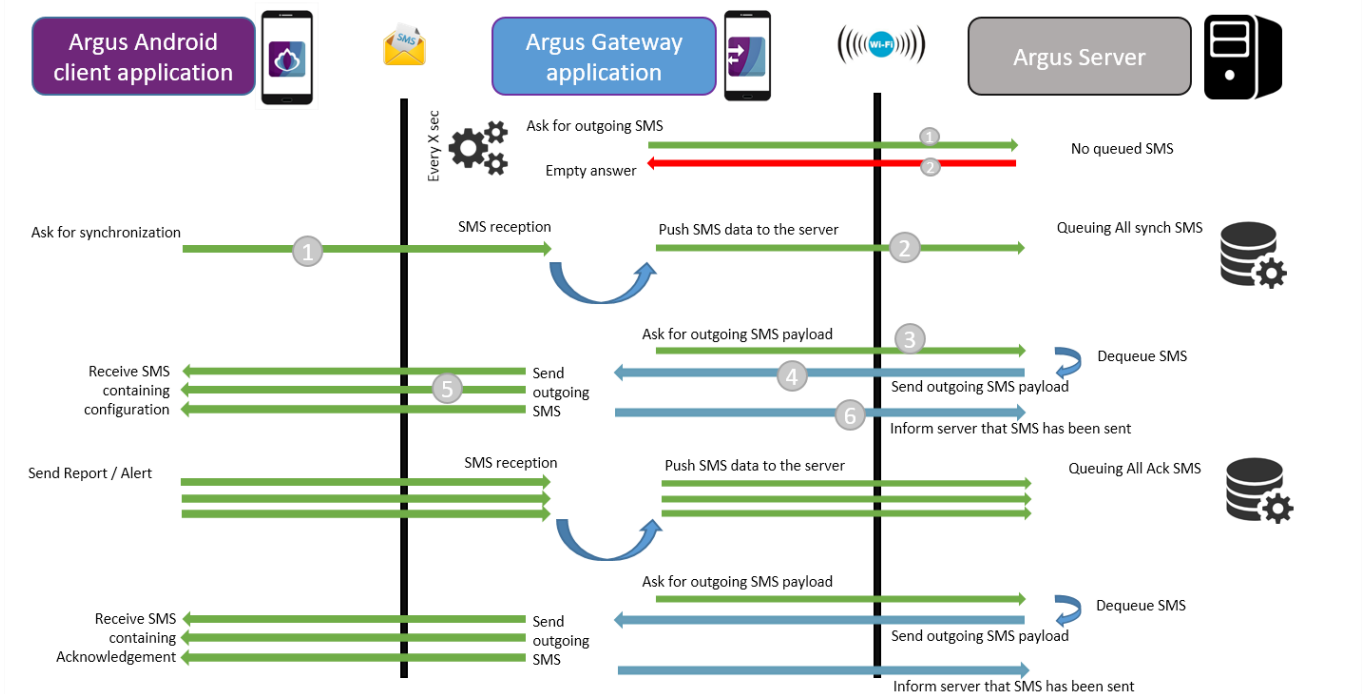 Argus Android
client application
SMS
Argus Gateway
application
Wi-Fi
Argus Server
Every X sec
Ask for outgoing SMS
1
No queued SMS
Empty answer
2
Ask for synchronization
1
SMS reception
Push SMS data to the server
2
Queuing All synch SMS
Ask for outgoing SMS payload
3
Dequeue SMS
Receive SMS
containing
configuration
5
Send
outgoing
SMS
4
Send outgoing SMS payload
6
Inform server that SMS has been sent
Send Report / Alert
SMS reception
Push SMS data to the server
Queuing All Ack SMS
Ask for outgoing SMS payload
Dequeue SMS
Receive SMS
containing
Acknowledgement
Send
outgoing
SMS
Send outgoing SMS payload
Inform server that SMS has been sent